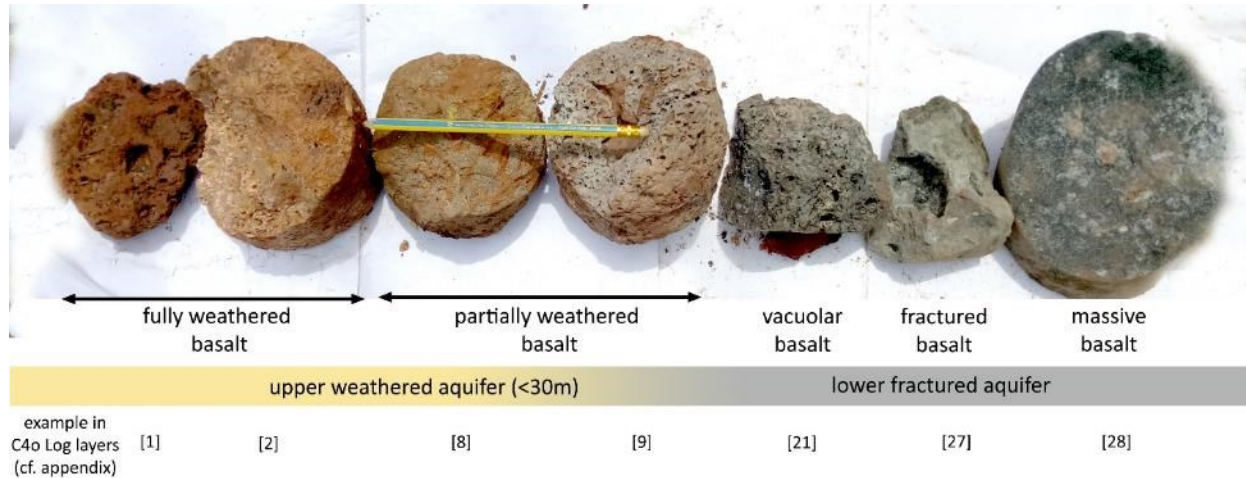 fully weathered
basalt
partially weathered
basalt
vacuolar
basalt
fractured
basalt
massive
basalt
upper weathered aquifer (<30m)
lower fractured aquifer
example in
C4o Log layers
(cf. appendix)
[1]
[2]
[8]
[9]
[21]
[27]
[28]